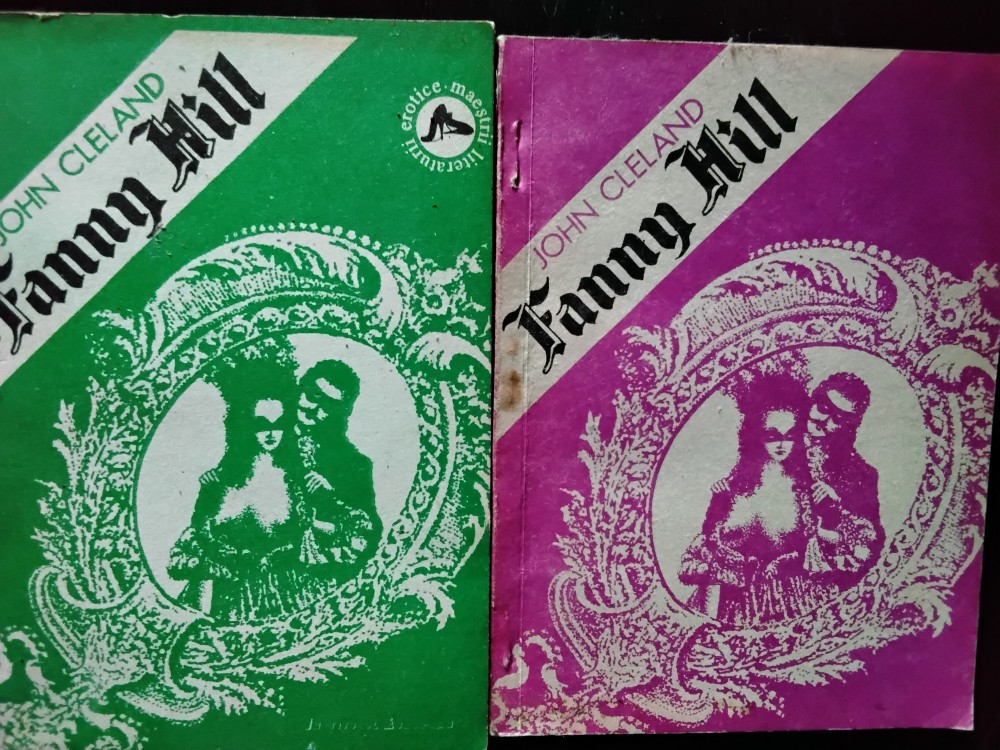 JOHN CLELAND
Fanny Hill
maeștrii literaturii erotice
JOHN CLELAND
Fanny Hill